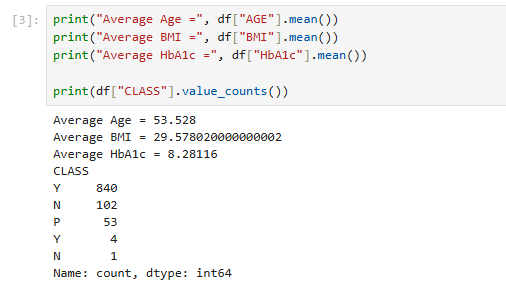 [3]: print("Average Age =", df["AGE"].mean())
print("Average BMI =", df["BMI"].mean())
print("Average HbA1c =", df["HbA1c"].mean())
print(df["CLASS"].value_counts())
Average Age = 53.528
Average BMI = 29.578020000000002
Average HbA1c = 8.28116
CLASS
Y     840
N     102
P      53
Y       4
N       1
Name: count, dtype: int64